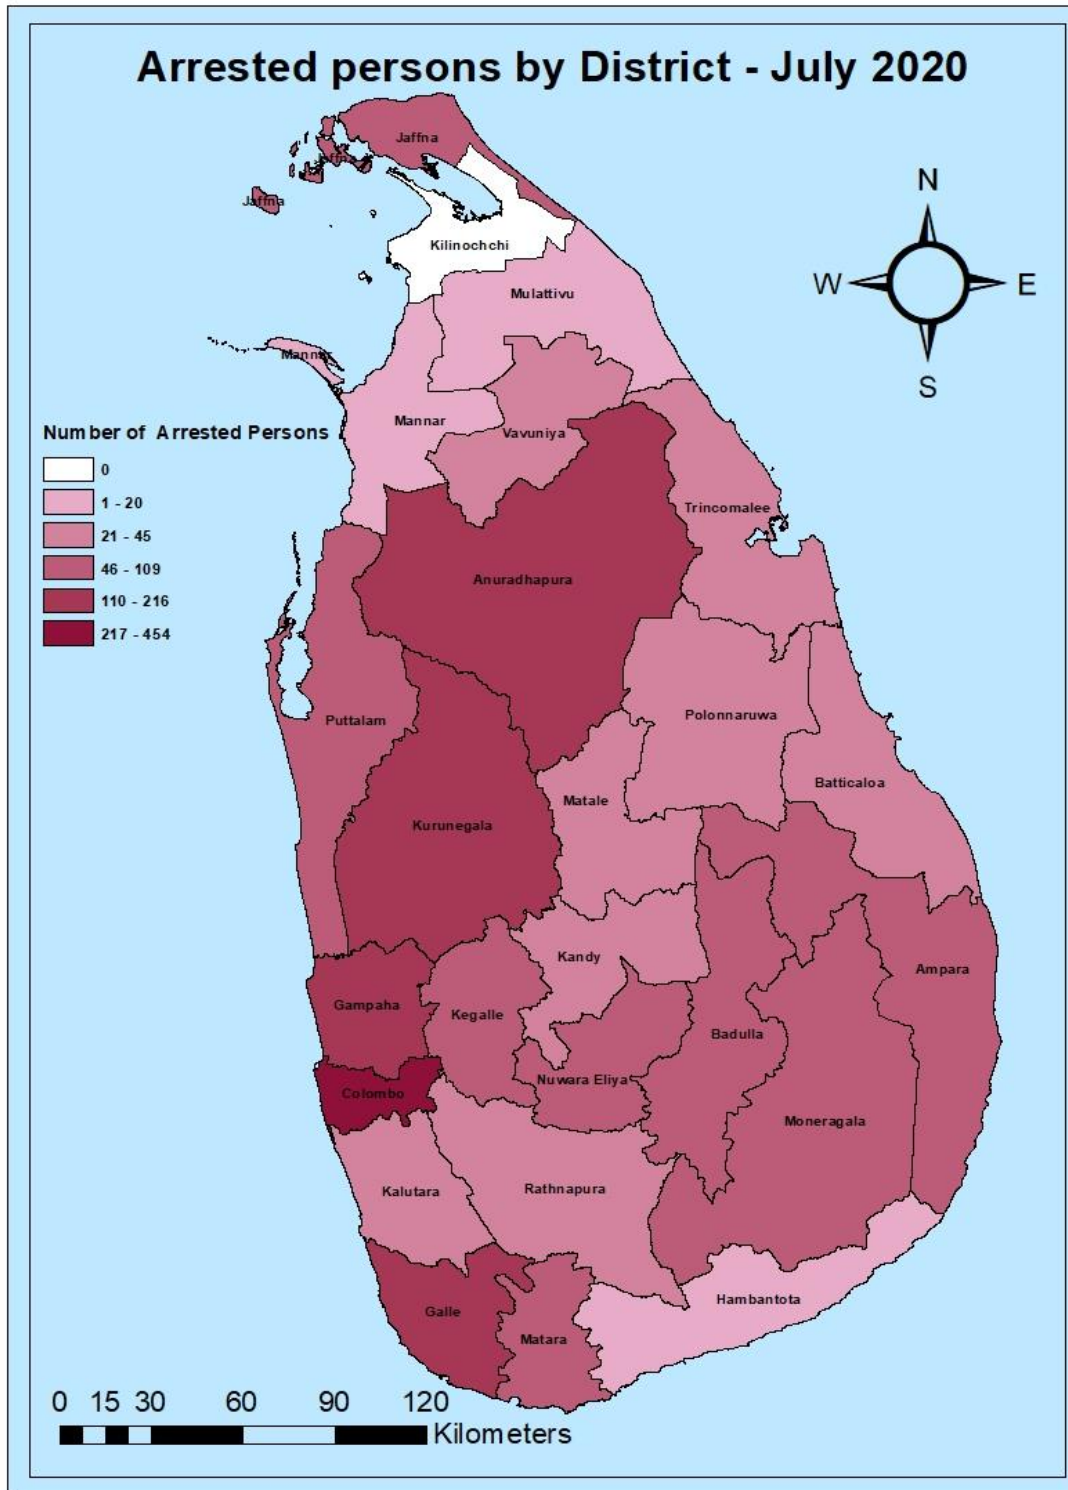 Arrested persons by District - July 2020
Jaffna
Jaffna
Jaffna
N
W
E
S
Kilinochchi
Mulattivu
Mannar
Mannar
Vavuniya
Number of Arrested Persons
0
1 - 20
21 - 45
46 - 109
110 - 216
217 - 454
Trincomalee
Anuradhapura
Puttalam
Polonnaruwa
Batticaloa
Matale
Kurunegala
Kandy
Ampara
Gampaha
Kegalle
Badulla
Nuwara Eliya
Colombo
Moneragala
Kalutara
Rathnapura
Hambantota
Galle
Matara
0 15 30 60 90 120
Kilometers